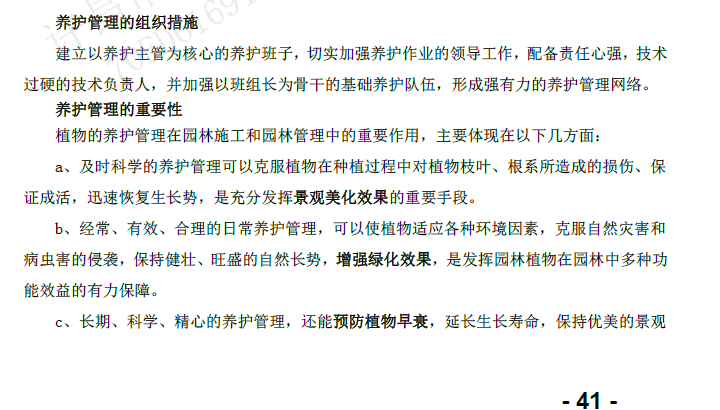 养护管理的组织措施
建立以养护主管为核心的养护班子，切实加强养护作业的领导工作，配备责任心强，技术
过硬的技术负责人，并加强以班组长为骨干的基础养护队伍，形成强有力的养护管理网络。
养护管理的重要性
植物的养护管理在园林施工和园林管理中的重要作用，主要体现在以下几方面：
a、及时科学的养护管理可以克服植物在种植过程中对植物枝叶、根系所造成的损伤、保
证成活，迅速恢复生长势，是充分发挥景观美化效果的重要手段。
b、经常、有效、合理的日常养护管理，可以使植物适应各种环境因素，克服自然灾害和
病虫害的侵袭，保持健壮、旺盛的自然长势，增强绿化效果，是发挥园林植物在园林中多种功
能效益的有力保障。
c、长期、科学、精心的养护管理，还能预防植物早衰，延长生长寿命，保持优美的景观
- 41 -